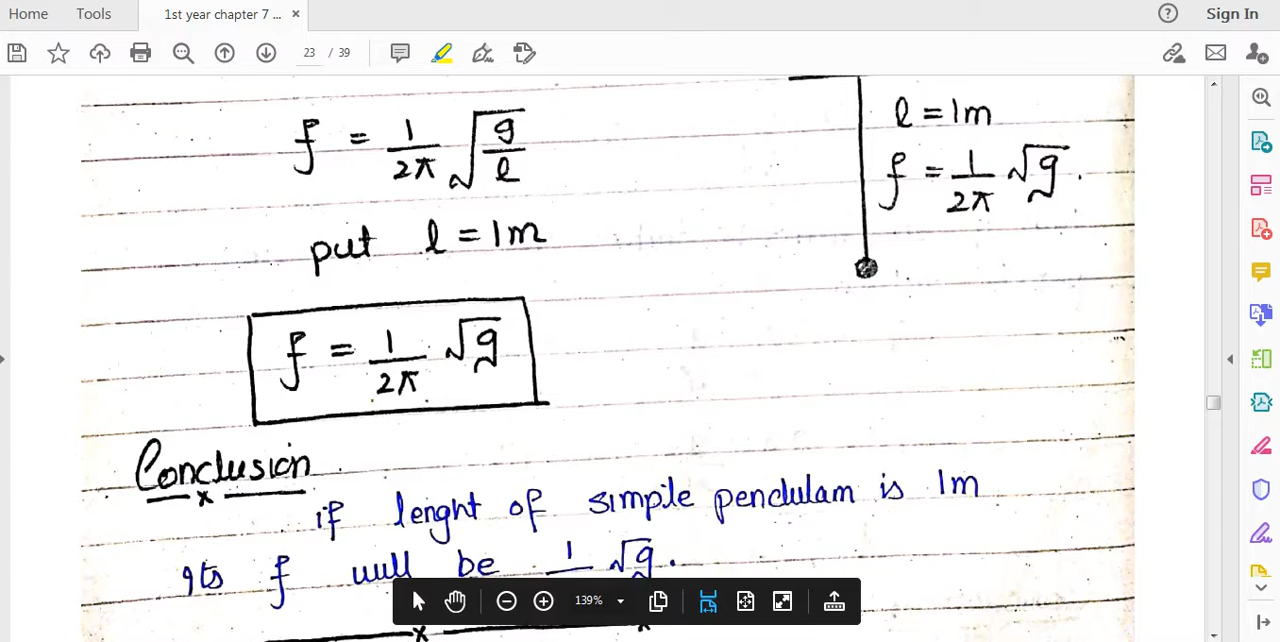 Home Tools 1st year chapter 7 ... × Sign In
23 / 39
f = 1/2π √g/l
l = 1m
f = 1/2π √g.
put l = 1m
f = 1/2π √g
Conclusion
if lenght of simple pendulam is 1m
its f will be 1 √g.
139%